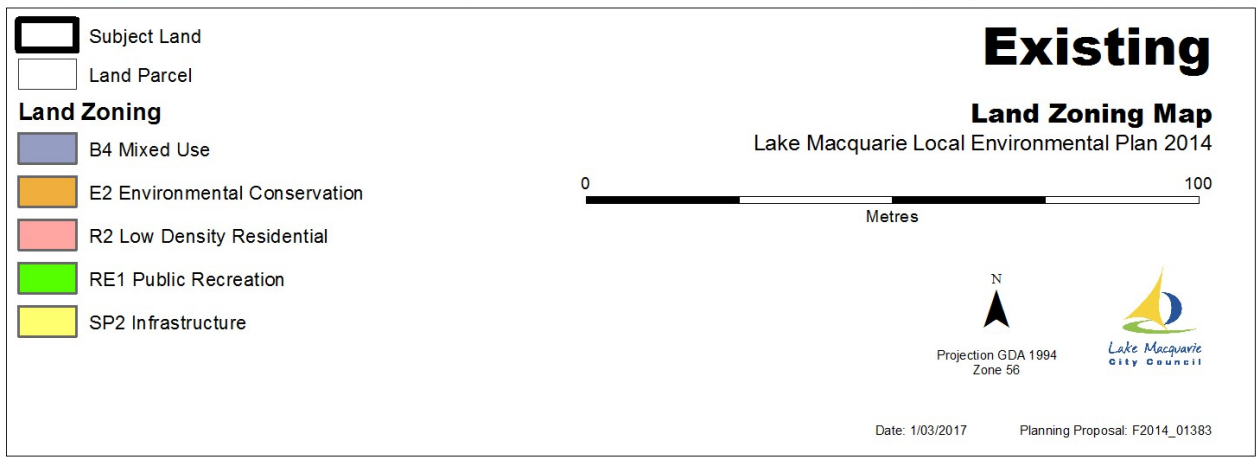 Subject Land
Land Parcel
Land Zoning
B4 Mixed Use
E2 Environmental Conservation
R2 Low Density Residential
RE1 Public Recreation
SP2 Infrastructure
Existing
Land Zoning Map
Lake Macquarie Local Environmental Plan 2014
0 100
Metres
N
Projection GDA 1994
Zone 56
Lake Macquarie
City Council
Date: 1/03/2017 Planning Proposal: F2014_01383